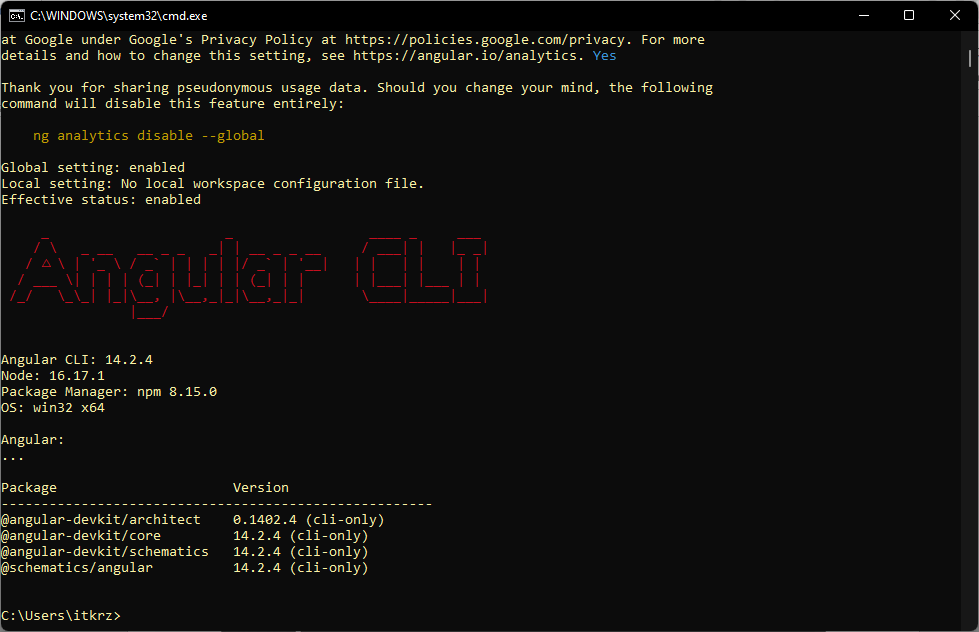 C:\WINDOWS\system32\cmd.exe
at Google under Google's Privacy Policy at https://policies.google.com/privacy. For more
details and how to change this setting, see https://angular.io/analytics. Yes
Thank you for sharing pseudonymous usage data. Should you change your mind, the following
command will disable this feature entirely:
ng analytics disable --global
Global setting: enabled
Local setting: No local workspace configuration file.
Effective status: enabled
Angular CLI
Angular CLI: 14.2.4
Node: 16.17.1
Package Manager: npm 8.15.0
OS: win32 x64
Angular:
...
Package Version
------------------------------------------------------
@angular-devkit/architect 0.1402.4 (cli-only)
@angular-devkit/core 14.2.4 (cli-only)
@angular-devkit/schematics 14.2.4 (cli-only)
@schematics/angular 14.2.4 (cli-only)
C:\Users\itkrz>